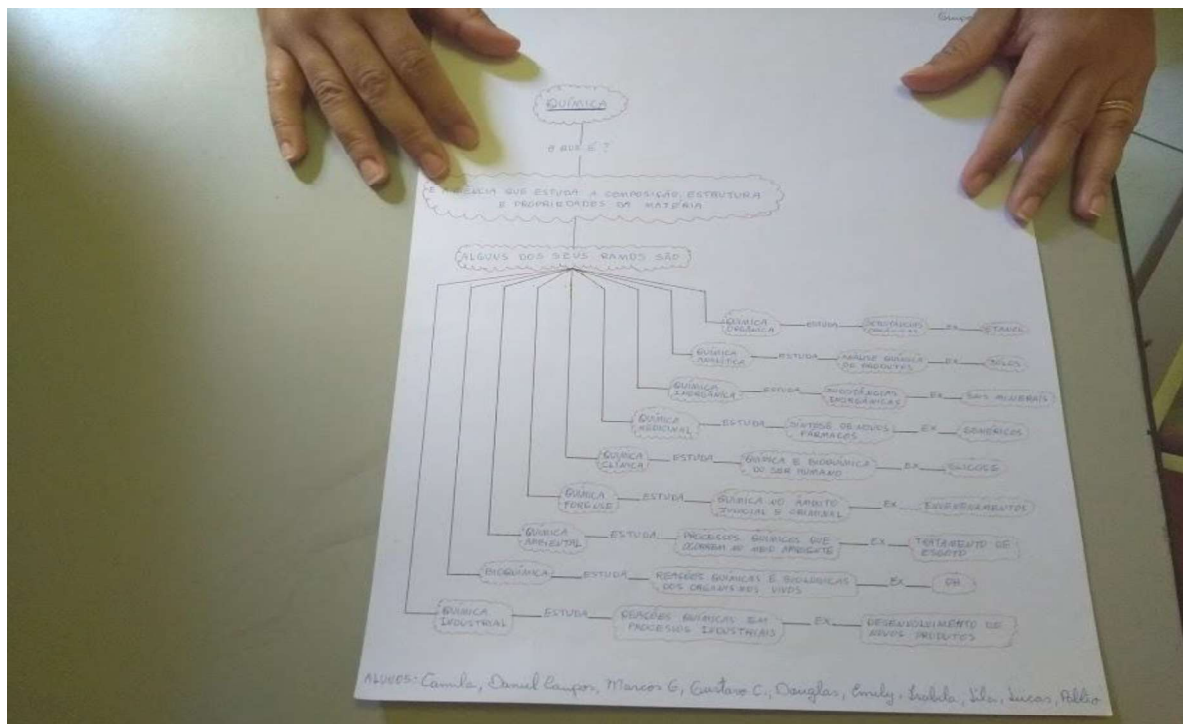 Grupo
QUÍMICA
O QUE É?
É A CIÊNCIA QUE ESTUDA A COMPOSIÇÃO, ESTRUTURA
E PROPRIEDADES DA MATÉRIA
ALGUNS DOS SEUS RAMOS SÃO
QUÍMICA ORGÂNICA ESTUDA SUBSTÂNCIAS ORGÂNICAS EX ETANOL
QUÍMICA ANALÍTICA ESTUDA ANÁLISE QUÍMICA DE PRODUTOS EX
QUÍMICA INORGÂNICA ESTUDA SUBSTÂNCIAS INORGÂNICAS EX SAIS MINERAIS
QUÍMICA MEDICINAL ESTUDA SÍNTESE DE NOVOS FÁRMACOS EX GENÉRICOS
QUÍMICA CLÍNICA ESTUDA QUÍMICA E BIOQUÍMICA DO SER HUMANO EX GLICOSE
QUÍMICA FORENSE ESTUDA QUÍMICA NO ÂMBITO JUDICIAL E CRIMINAL EX ENVENENAMENTOS
QUÍMICA AMBIENTAL ESTUDA PROCESSOS QUÍMICOS QUE OCORREM NO MEIO AMBIENTE EX TRATAMENTO DE ESGOTO
BIOQUÍMICA ESTUDA REAÇÕES QUÍMICAS E BIOLÓGICAS DOS ORGANISMOS VIVOS EX PH
QUÍMICA INDUSTRIAL ESTUDA REAÇÕES QUÍMICAS EM PROCESSOS INDUSTRIAIS EX DESENVOLVIMENTO DE NOVOS PRODUTOS
ALUNOS: Camila, Daniel Campos, Marcos G, Gustavo C., Douglas, Emily, Isabela, Lucas, Pablio